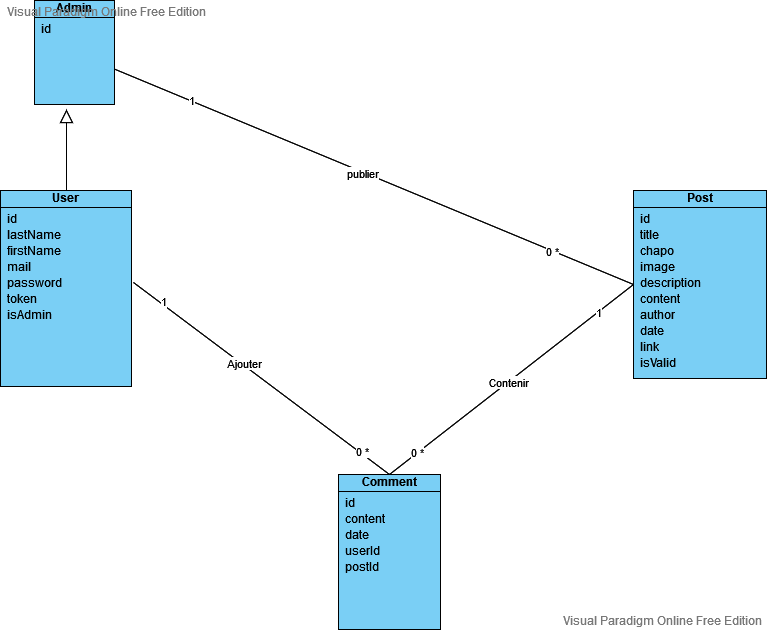 Visual Paradigm Online Free Edition
Admin
id
1
publier
0 *
User
id
lastName
firstName
mail
password
token
isAdmin
Post
id
title
chapo
image
description
content
author
date
link
isValid
1
Ajouter
0 *
1
Contenir
0 *
Comment
id
content
date
userId
postId
Visual Paradigm Online Free Edition